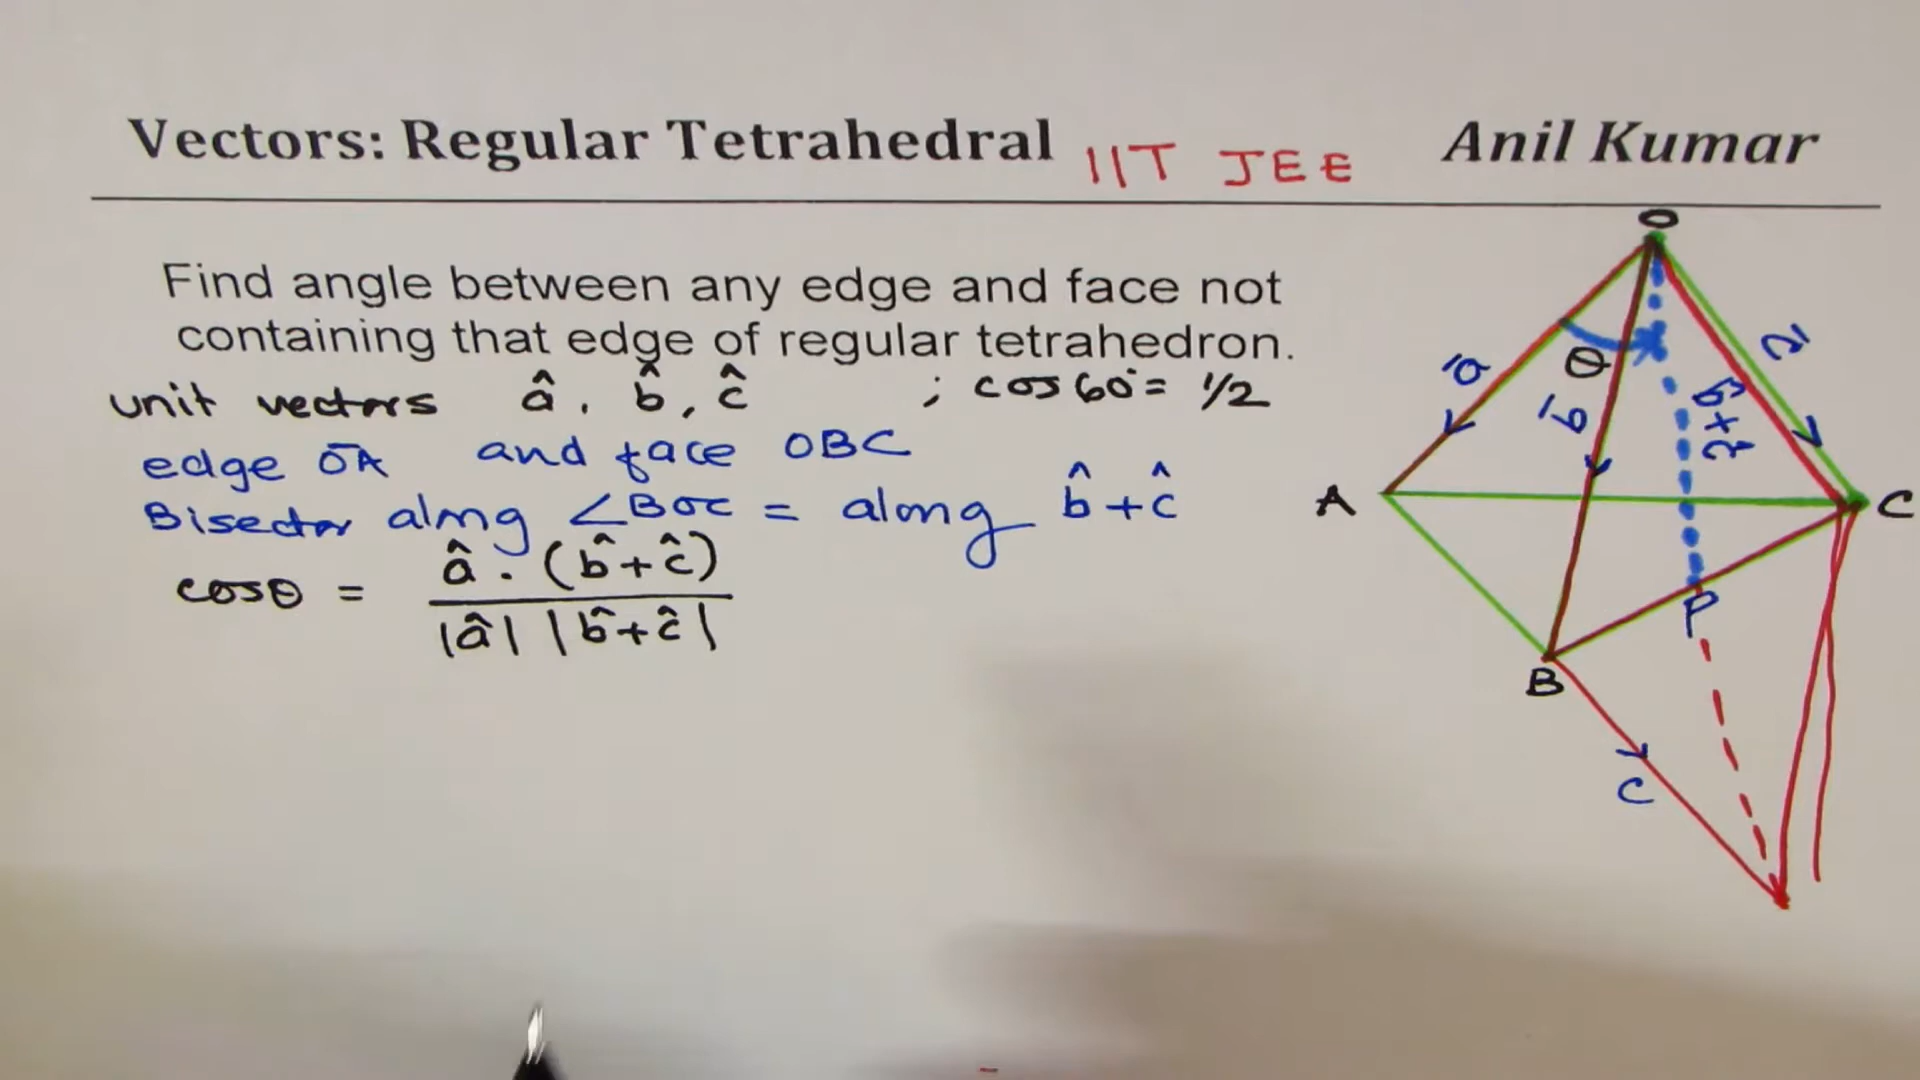 Vectors: Regular Tetrahedral IIT JEE Anil Kumar
Find angle between any edge and face not
containing that edge of regular tetrahedron.
unit vectors â, b̂, ĉ ; cos60° = 1/2
edge OA and face OBC
Bisector along ∠BOC = along b̂+ĉ
cosθ = â · (b̂+ĉ)
|â| |b̂+ĉ|
O
a
θ
b
b+c
c
A
C
P
B
C